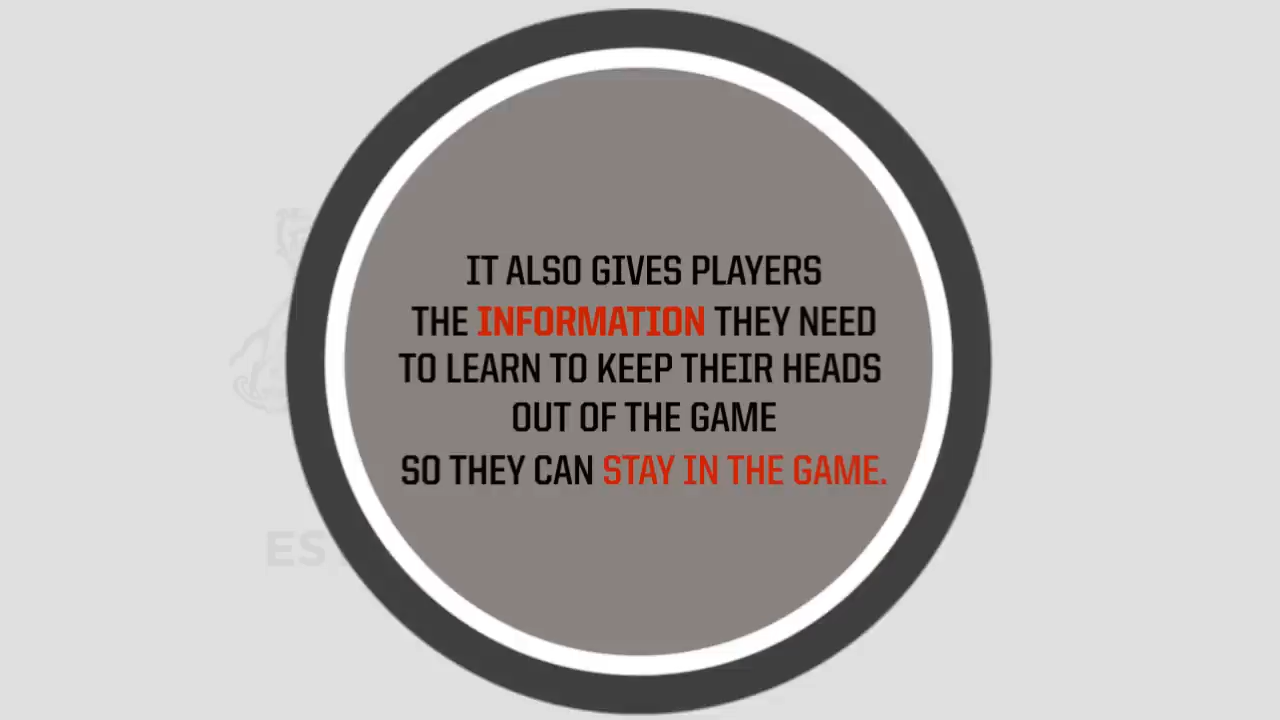 IT ALSO GIVES PLAYERS
THE INFORMATION THEY NEED
TO LEARN TO KEEP THEIR HEADS
OUT OF THE GAME
SO THEY CAN STAY IN THE GAME.